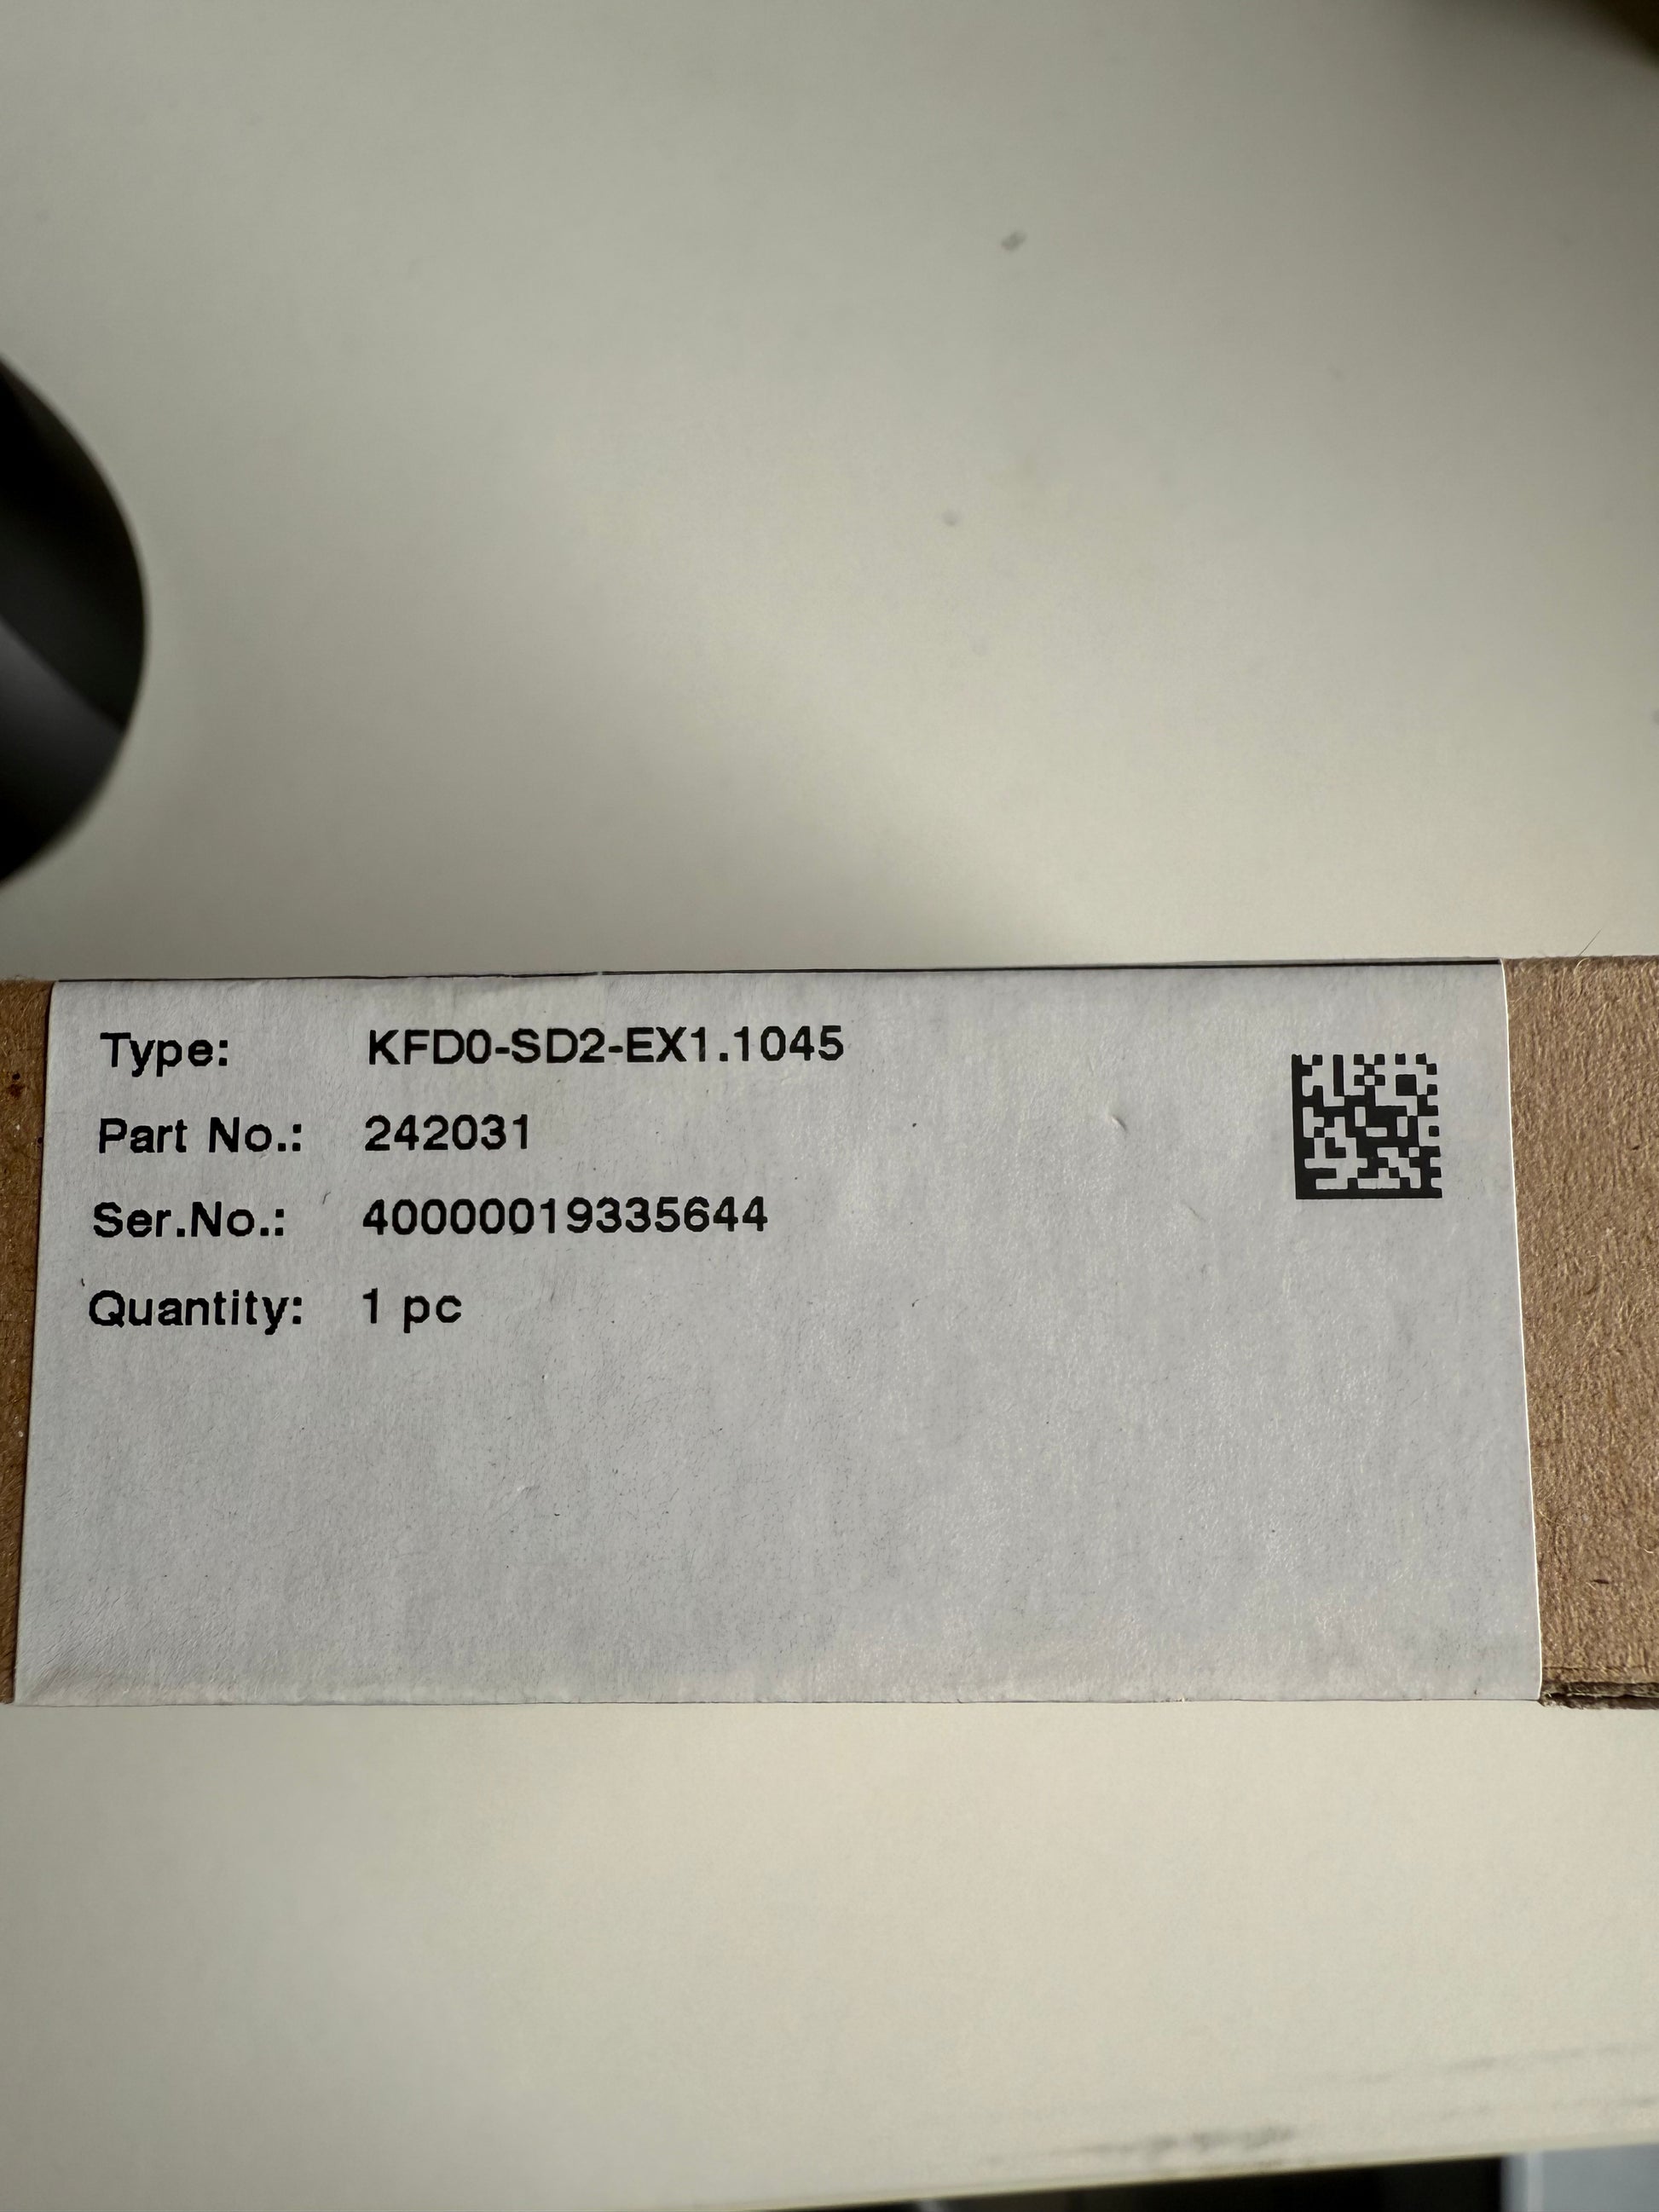 Type: KFD0-SD2-EX1.1045
Part No.: 242031
Ser.No.: 40000019335644
Quantity: 1 pc